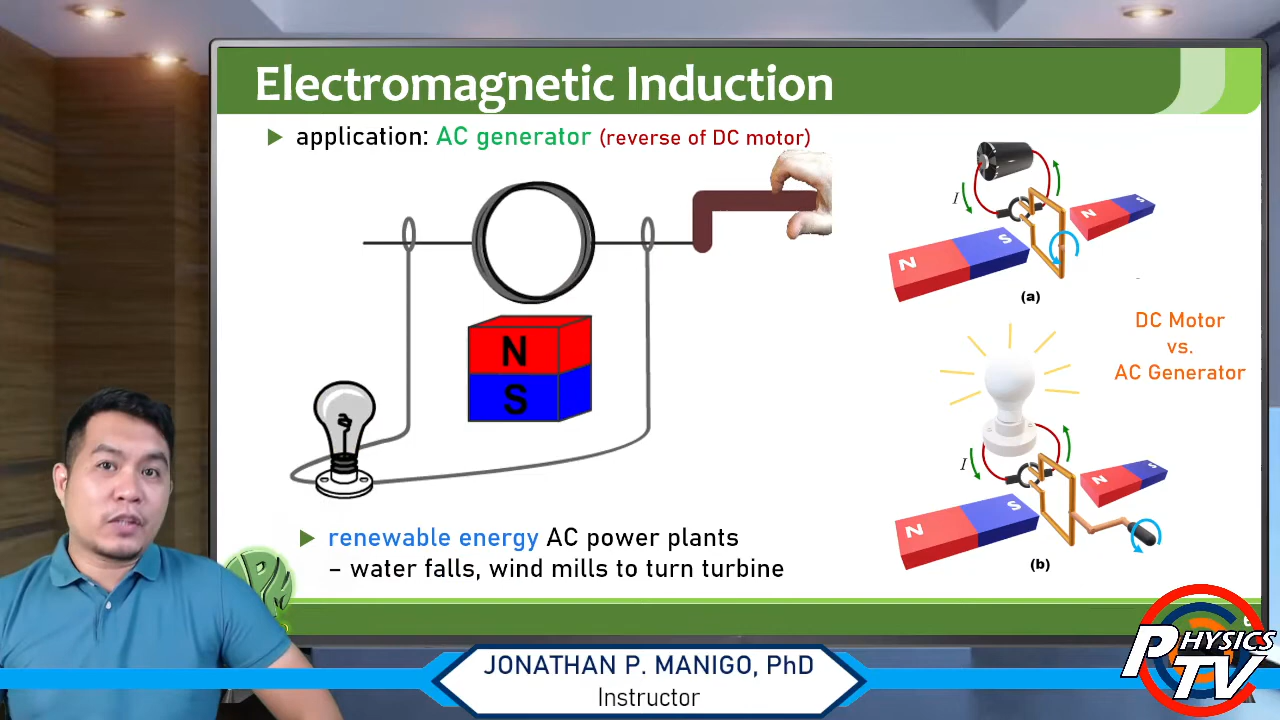 Electromagnetic Induction
application: AC generator (reverse of DC motor)
N
S
I
N
S
N
S
(a)
DC Motor
vs.
AC Generator
I
N
S
N
S
(b)
renewable energy AC power plants
– water falls, wind mills to turn turbine
JONATHAN P. MANIGO, PhD
Instructor
PHYSICS
TV